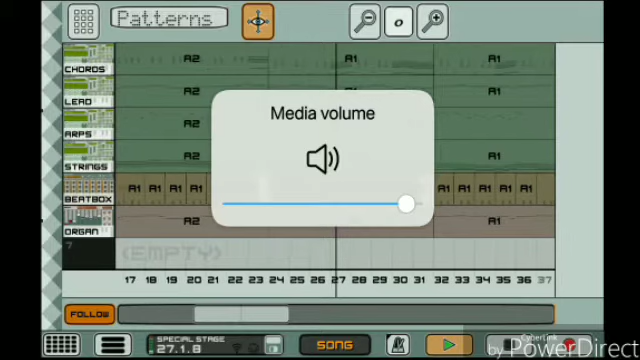 Patterns
o
CHORDS A2 A1 A1
LEAD A2 A1
Media volume
ARPS A2
STRINGS A2 A1
BEATBOX A1 A1 A1 A1 A1 A1 A1 A1 A1 A1
ORGAN A2 A1
7 (EMPTY)
17 18 19 20 21 22 23 24 25 26 27 28 29 30 31 32 33 34 35 36 37
FOLLOW
SPECIAL STAGE
27.1.8
SONG
CyberLink
by PowerDirect